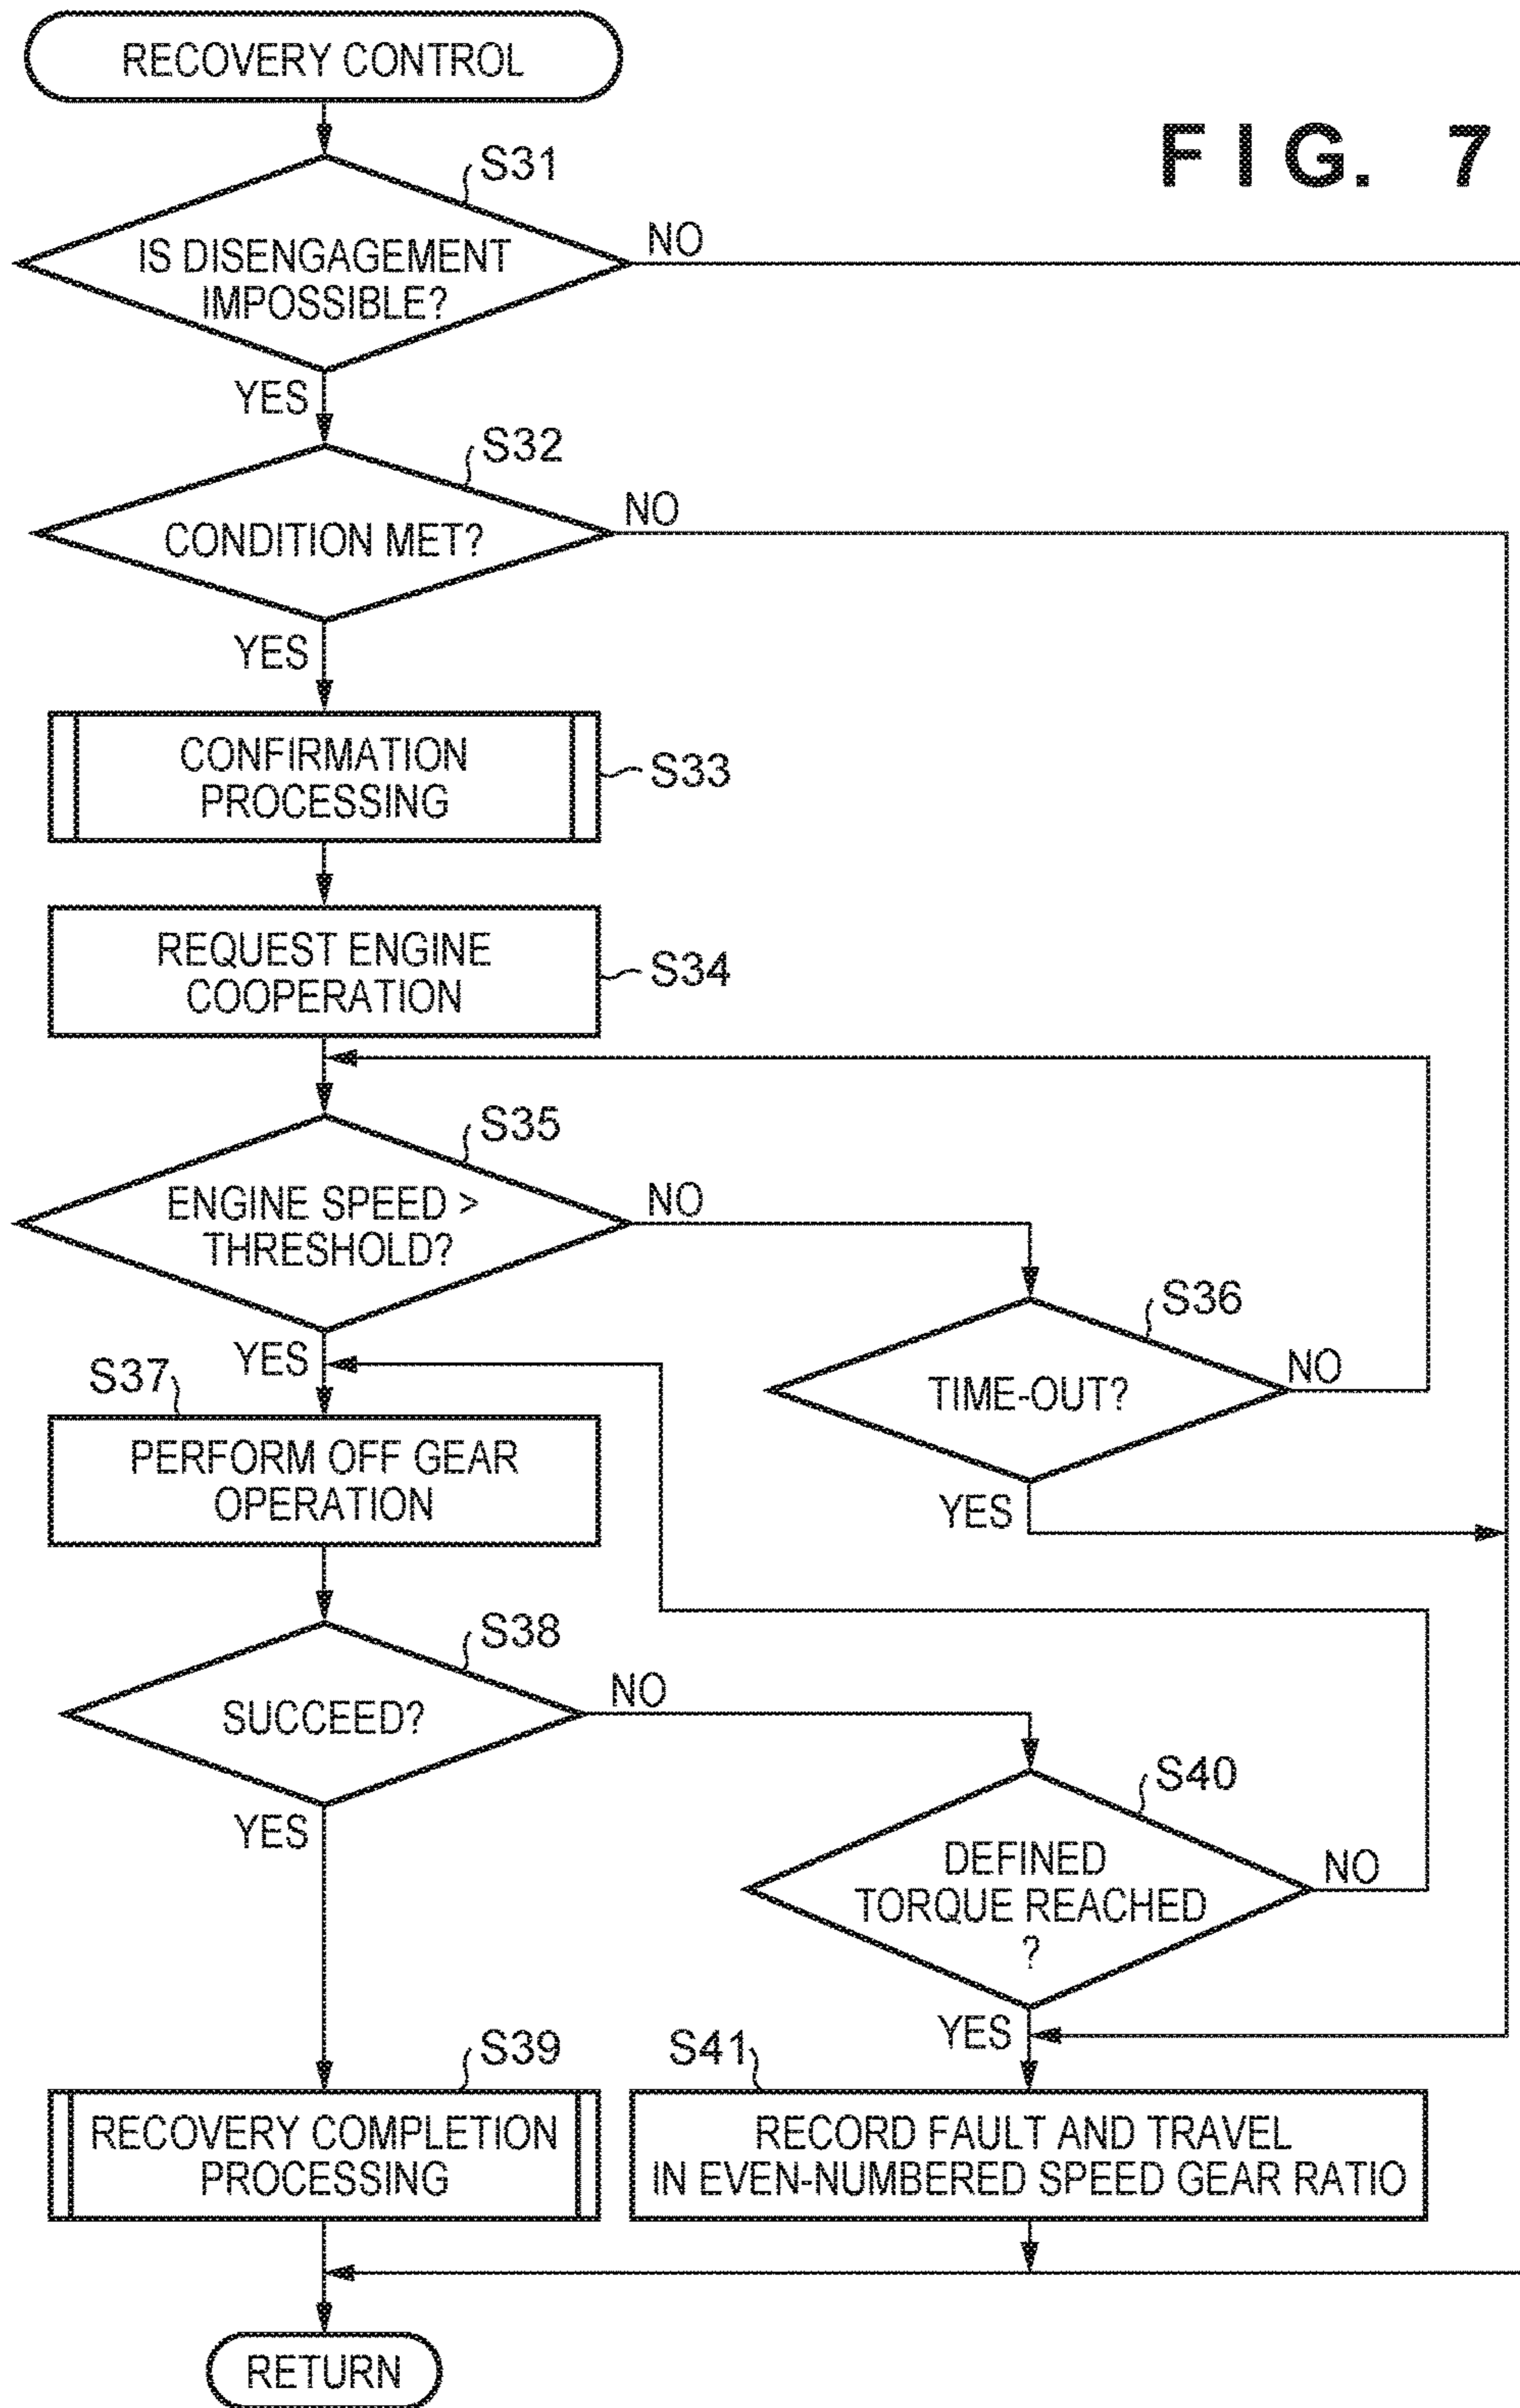 RECOVERY CONTROL
FIG. 7
S31
IS DISENGAGEMENT
IMPOSSIBLE?
NO
YES
S32
CONDITION MET?
NO
YES
CONFIRMATION
PROCESSING
S33
REQUEST ENGINE
COOPERATION
S34
S35
ENGINE SPEED >
THRESHOLD?
NO
YES
S36
TIME-OUT?
NO
YES
S37
PERFORM OFF GEAR
OPERATION
S38
SUCCEED?
NO
YES
S40
DEFINED
TORQUE REACHED
?
NO
YES
S39
RECOVERY COMPLETION
PROCESSING
S41
RECORD FAULT AND TRAVEL
IN EVEN-NUMBERED SPEED GEAR RATIO
RETURN